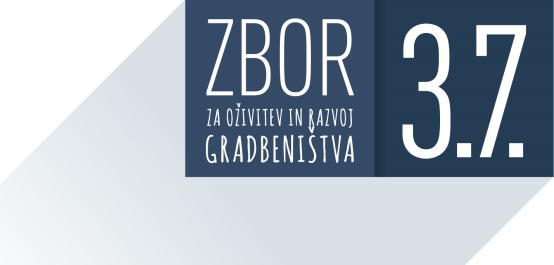 ZBOR
ZA OŽIVITEV IN RAZVOJ
GRADBENIŠTVA
3.7.